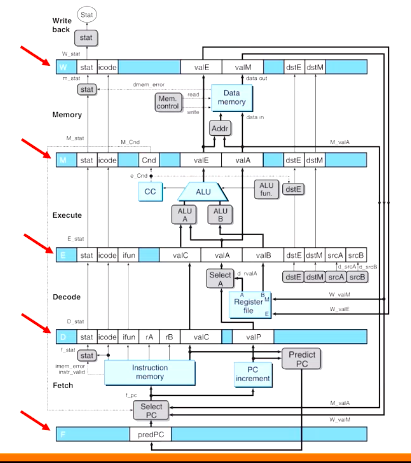 Stat
Write
back
stat
W_stat
W stat icode valE valM dstE dstM
m_stat
data out
stat
dmem_error
read
Mem.
control
Data
memory
write
Memory
data in
Addr
M_stat
M_Cnd
M_valA
M stat icode Cnd valE valA dstE dstM
e_Cnd
CC
ALU
ALU
fun.
dstE
Execute
ALU
A
ALU
B
E_stat
d_srcA
d_srcB
E stat icode ifun valC valA valB dstE dstM srcA srcB
dstE dstM srcA srcB
Select
A
d_rvalA
A B
M
Register
file
E
W_valM
W_valE
Decode
D_stat
D stat icode ifun rA rB valC valP
f_stat
stat
Predict
PC
imem_error
instr_valid
Instruction
memory
PC
increment
Fetch
f_pc
Select
PC
M_valA
W_valM
F predPC